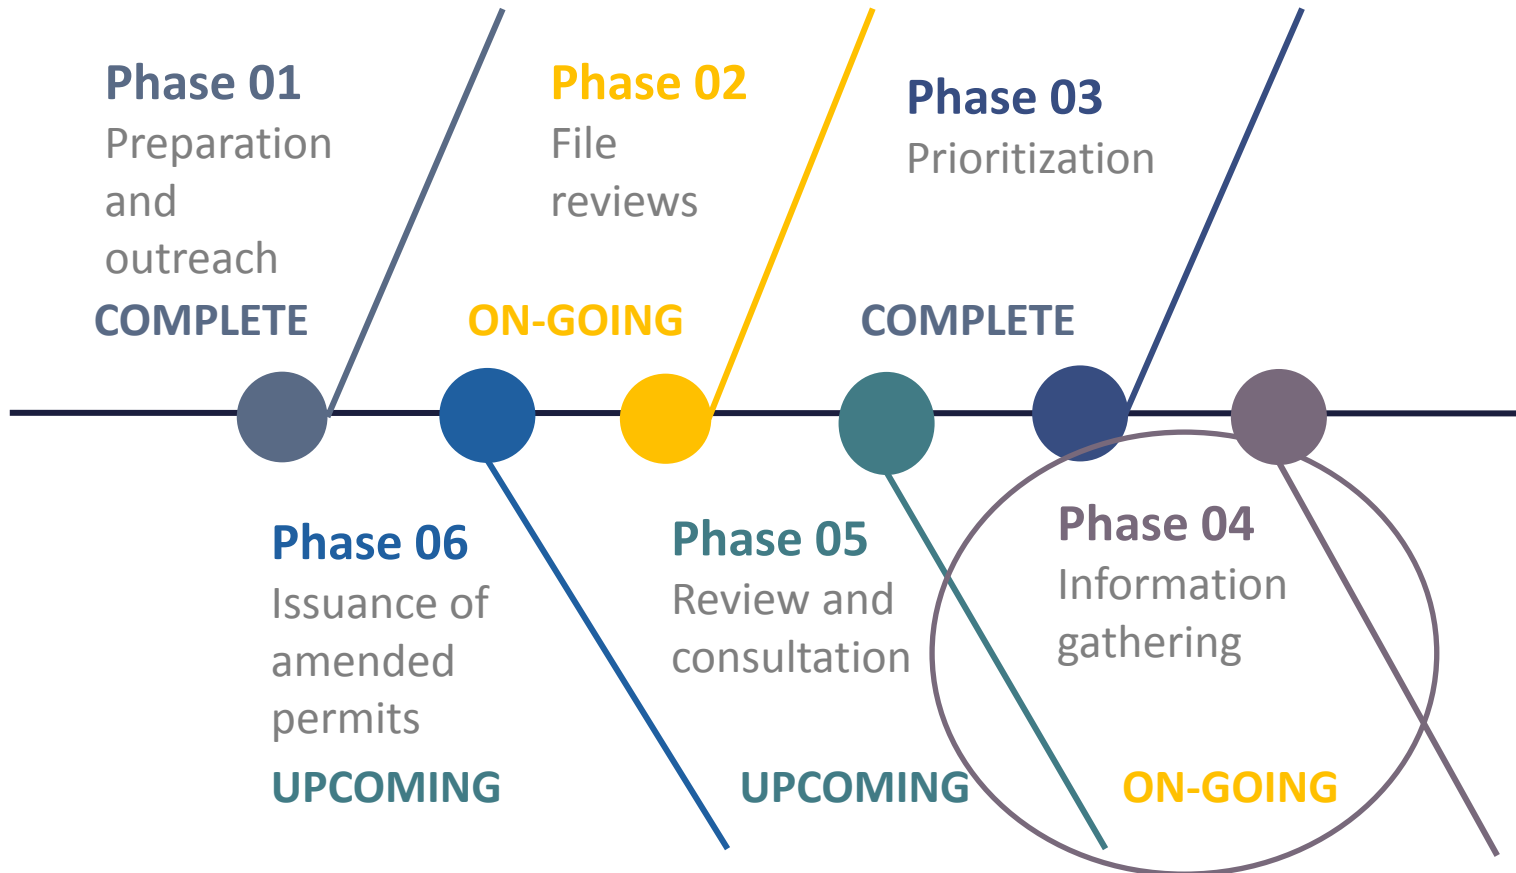 Phase 01
Preparation
and
outreach
COMPLETE
Phase 02
File
reviews
ON-GOING
Phase 03
Prioritization
COMPLETE
Phase 06
Issuance of
amended
permits
UPCOMING
Phase 05
Review and
consultation
UPCOMING
Phase 04
Information
gathering
ON-GOING